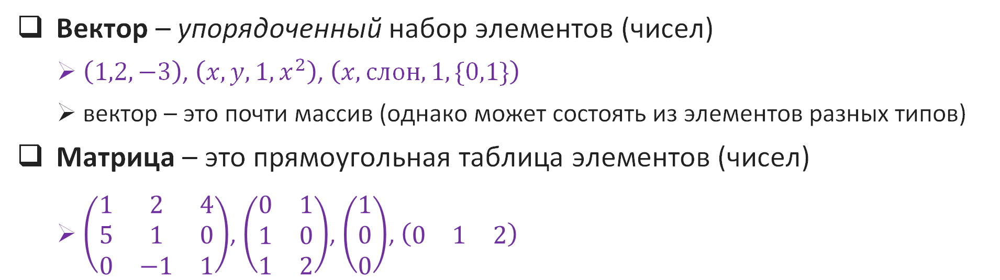 ❑ Вектор – упорядоченный набор элементов (чисел)
➢ (1,2, −3), (x, y, 1, x²), (x, слон, 1, {0,1})
➢ вектор – это почти массив (однако может состоять из элементов разных типов)
❑ Матрица – это прямоугольная таблица элементов (чисел)
➢ (1 2 4
5 1 0
0 −1 1), (0 1
1 0
1 2), (1
0
0), (0 1 2)